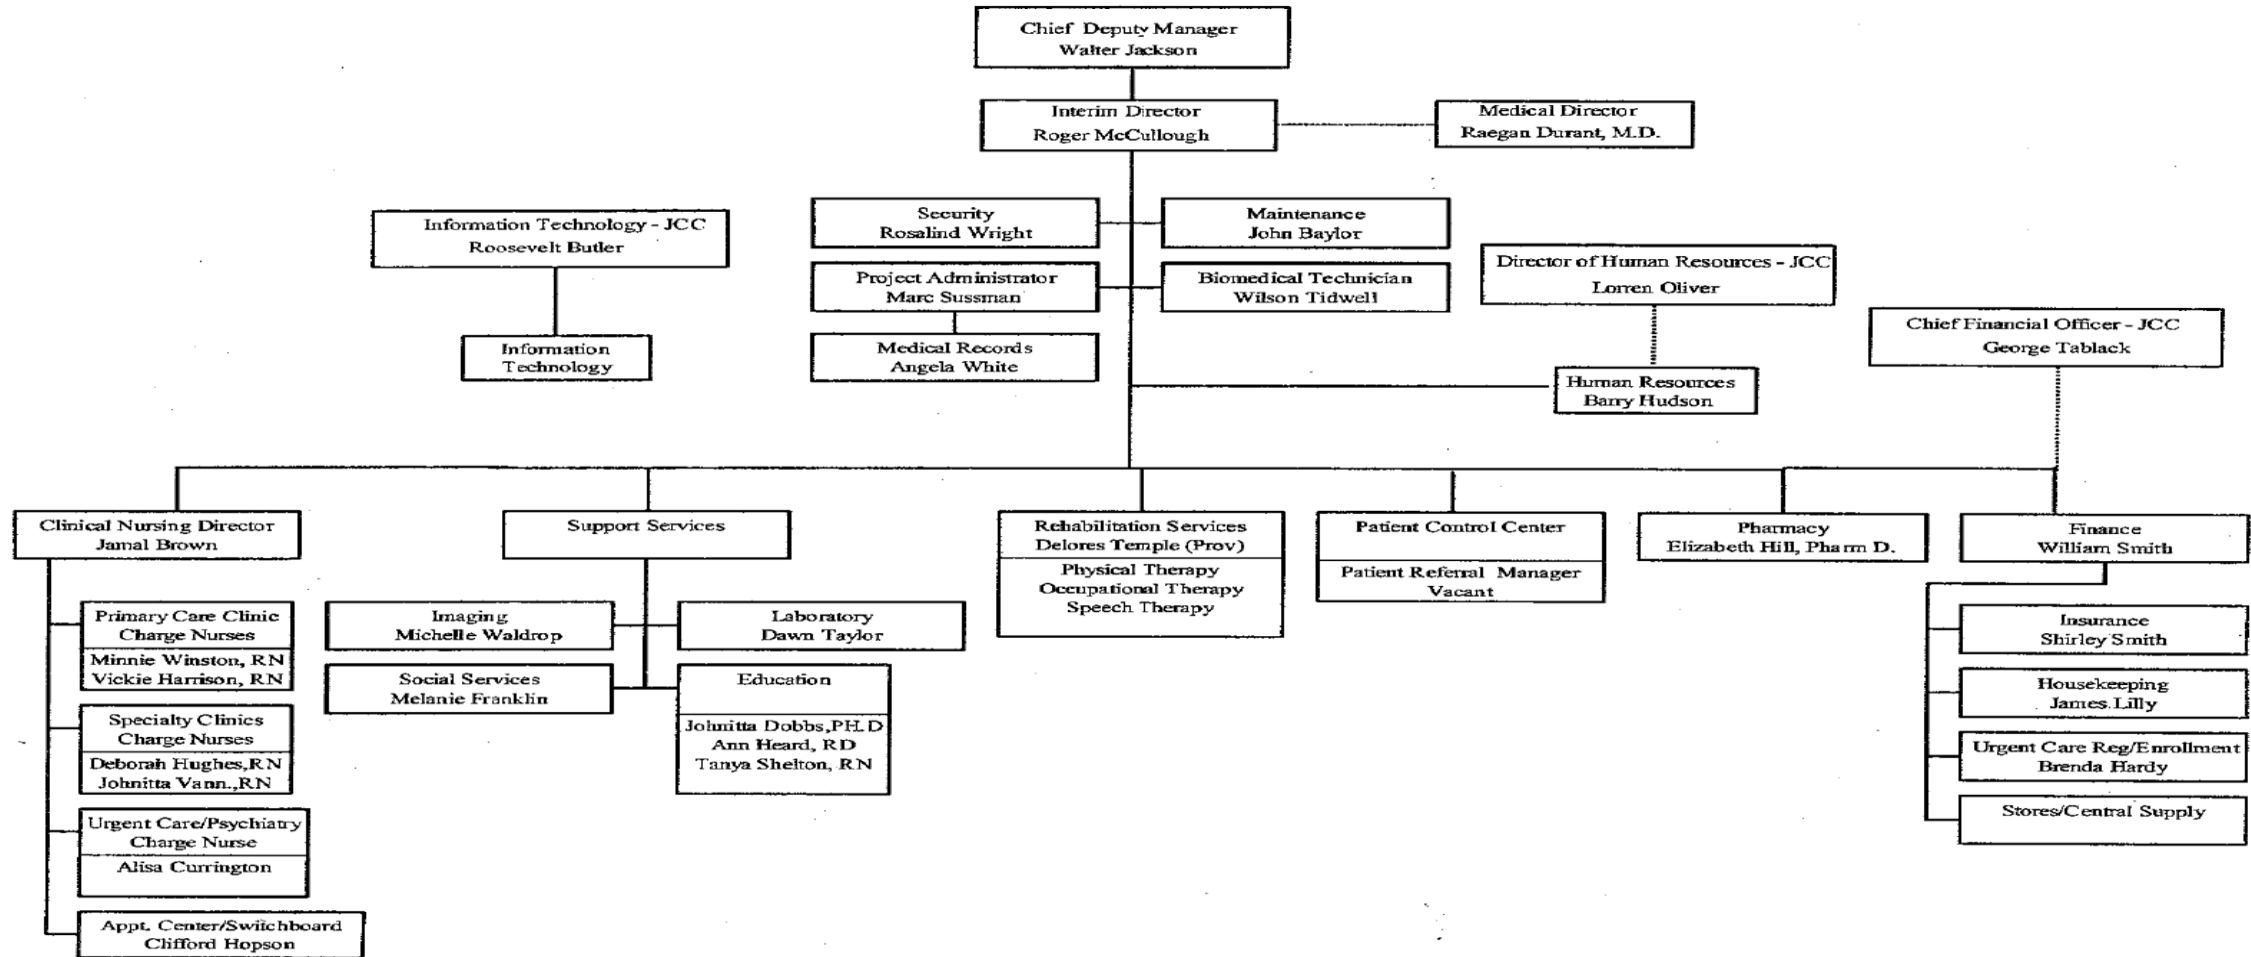 Chief Deputy Manager
Walter Jackson
Interim Director
Roger McCullough
Medical Director
Raegan Durant, M.D.
Information Technology - JCC
Roosevelt Butler
Information
Technology
Security
Rosalind Wright
Maintenance
John Baylor
Project Administrator
Marc Sussman
Biomedical Technician
Wilson Tidwell
Medical Records
Angela White
Director of Human Resources - JCC
Lorren Oliver
Human Resources
Barry Hudson
Chief Financial Officer - JCC
George Tablack
Clinical Nursing Director
Jamal Brown
Primary Care Clinic
Charge Nurses
Minnie Winston, RN
Vickie Harrison, RN
Specialty Clinics
Charge Nurses
Deborah Hughes,RN
Johnitta Vann.,RN
Urgent Care/Psychiatry
Charge Nurse
Alisa Currington
Appt. Center/Switchboard
Clifford Hopson
Support Services
Imaging
Michelle Waldrop
Laboratory
Dawn Taylor
Social Services
Melanie Franklin
Education
Johnitta Dobbs,PH.D
Ann Heard, RD
Tanya Shelton, RN
Rehabilitation Services
Delores Temple (Prov)
Physical Therapy
Occupational Therapy
Speech Therapy
Patient Control Center
Patient Referral Manager
Vacant
Pharmacy
Elizabeth Hill, Pharm D.
Finance
William Smith
Insurance
Shirley Smith
Housekeeping
James Lilly
Urgent Care Reg/Enrollment
Brenda Hardy
Stores/Central Supply